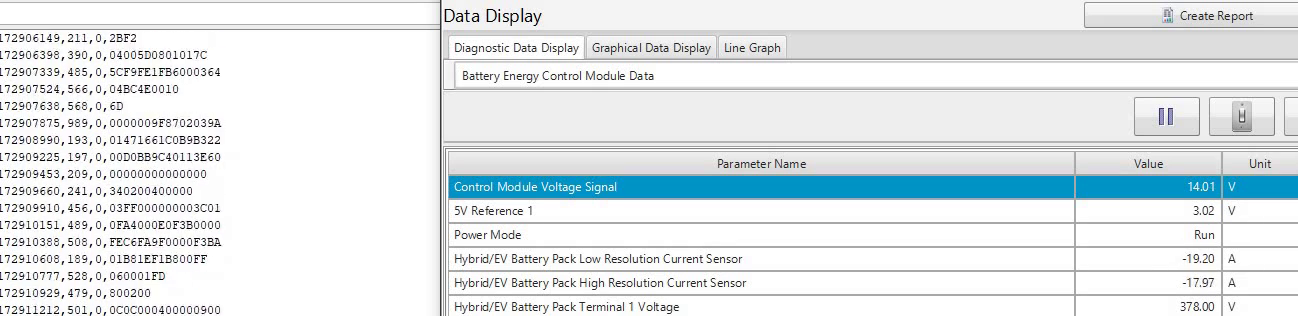 172906149,211,0,2BF2
172906398,390,0,04005D0801017C
172907339,485,0,5CF9FE1FB6000364
172907524,566,0,04BC4E0010
172907638,568,0,6D
172907875,989,0,0000009F8702039A
172908990,193,0,01471661C0B9B322
172909225,197,0,00D0BB9C40113E60
172909453,209,0,00000000000000
172909660,241,0,340200400000
172909910,456,0,03FF000000003C01
172910151,489,0,0FA4000E0F3B0000
172910388,508,0,FEC6FA9F0000F3BA
172910608,189,0,01B81EF1B800FF
172910777,528,0,060001FD
172910929,479,0,800200
172911212,501,0,0C0C000400000900
Data Display
Create Report
Diagnostic Data Display Graphical Data Display Line Graph
Battery Energy Control Module Data
Parameter Name Value Unit
Control Module Voltage Signal 14.01 V
5V Reference 1 3.02 V
Power Mode Run
Hybrid/EV Battery Pack Low Resolution Current Sensor -19.20 A
Hybrid/EV Battery Pack High Resolution Current Sensor -17.97 A
Hybrid/EV Battery Pack Terminal 1 Voltage 378.00 V